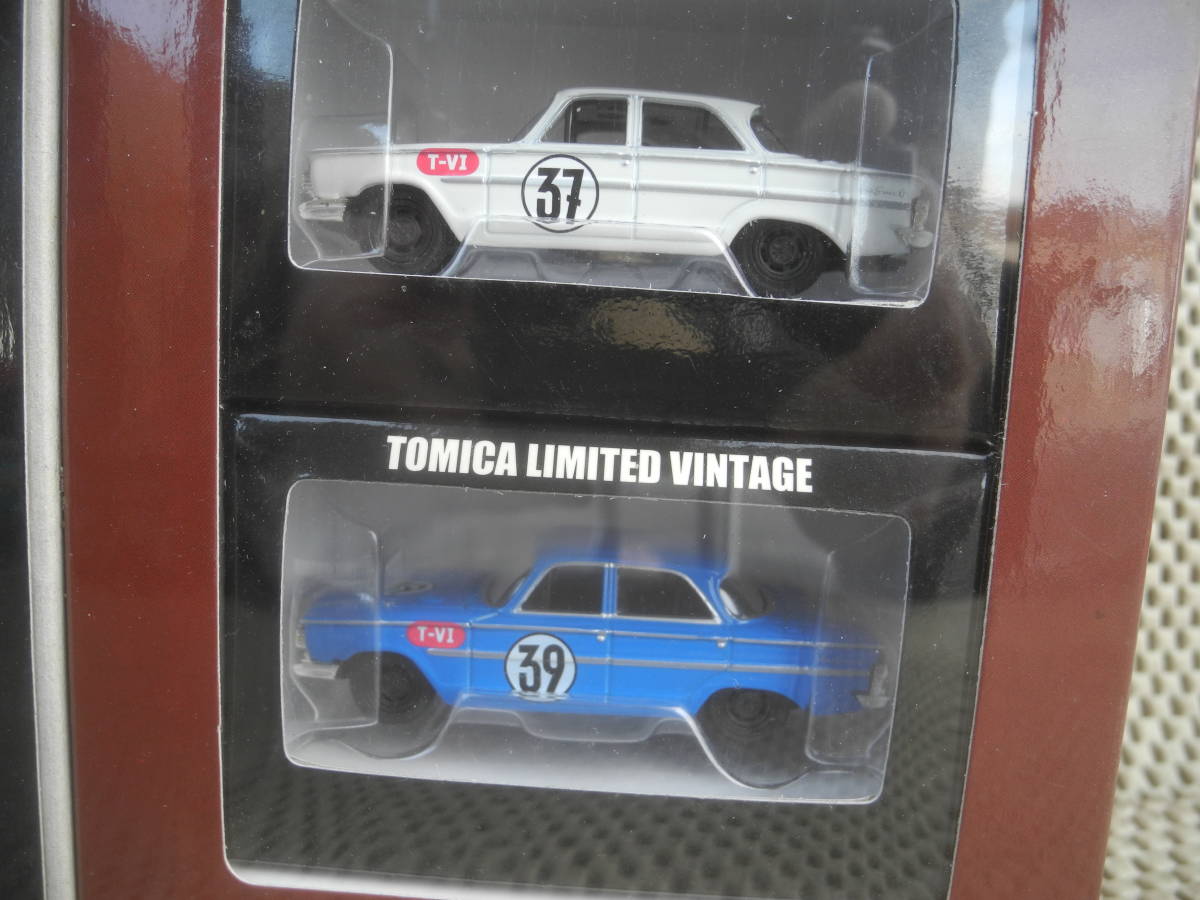 T-VI
37
TOMICA LIMITED VINTAGE
T-VI
39